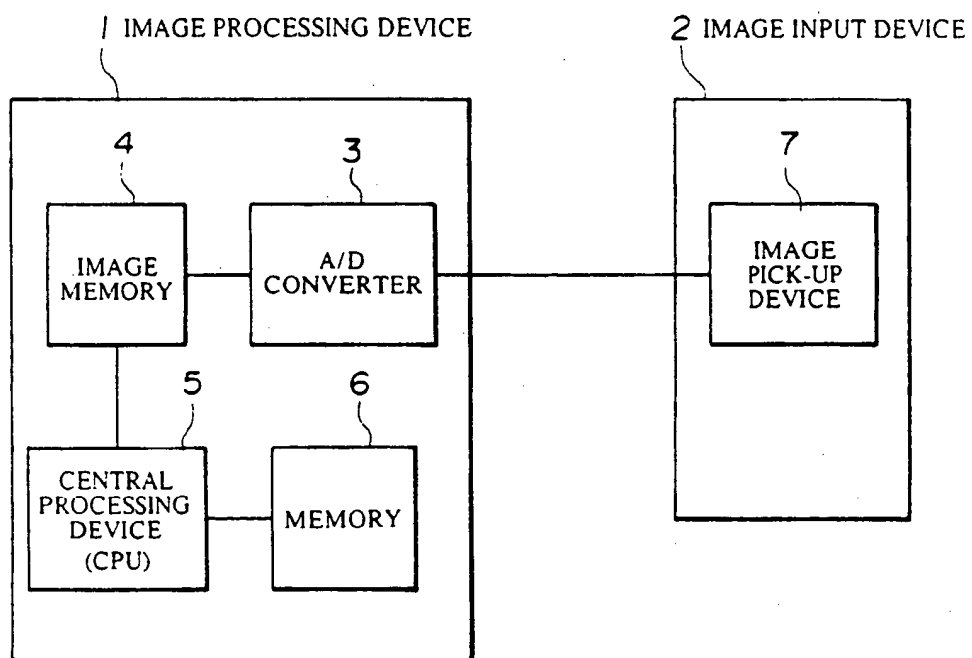 1 IMAGE PROCESSING DEVICE
2 IMAGE INPUT DEVICE
4
3
7
IMAGE
MEMORY
A/D
CONVERTER
IMAGE
PICK-UP
DEVICE
5
6
CENTRAL
PROCESSING
DEVICE
(CPU)
MEMORY